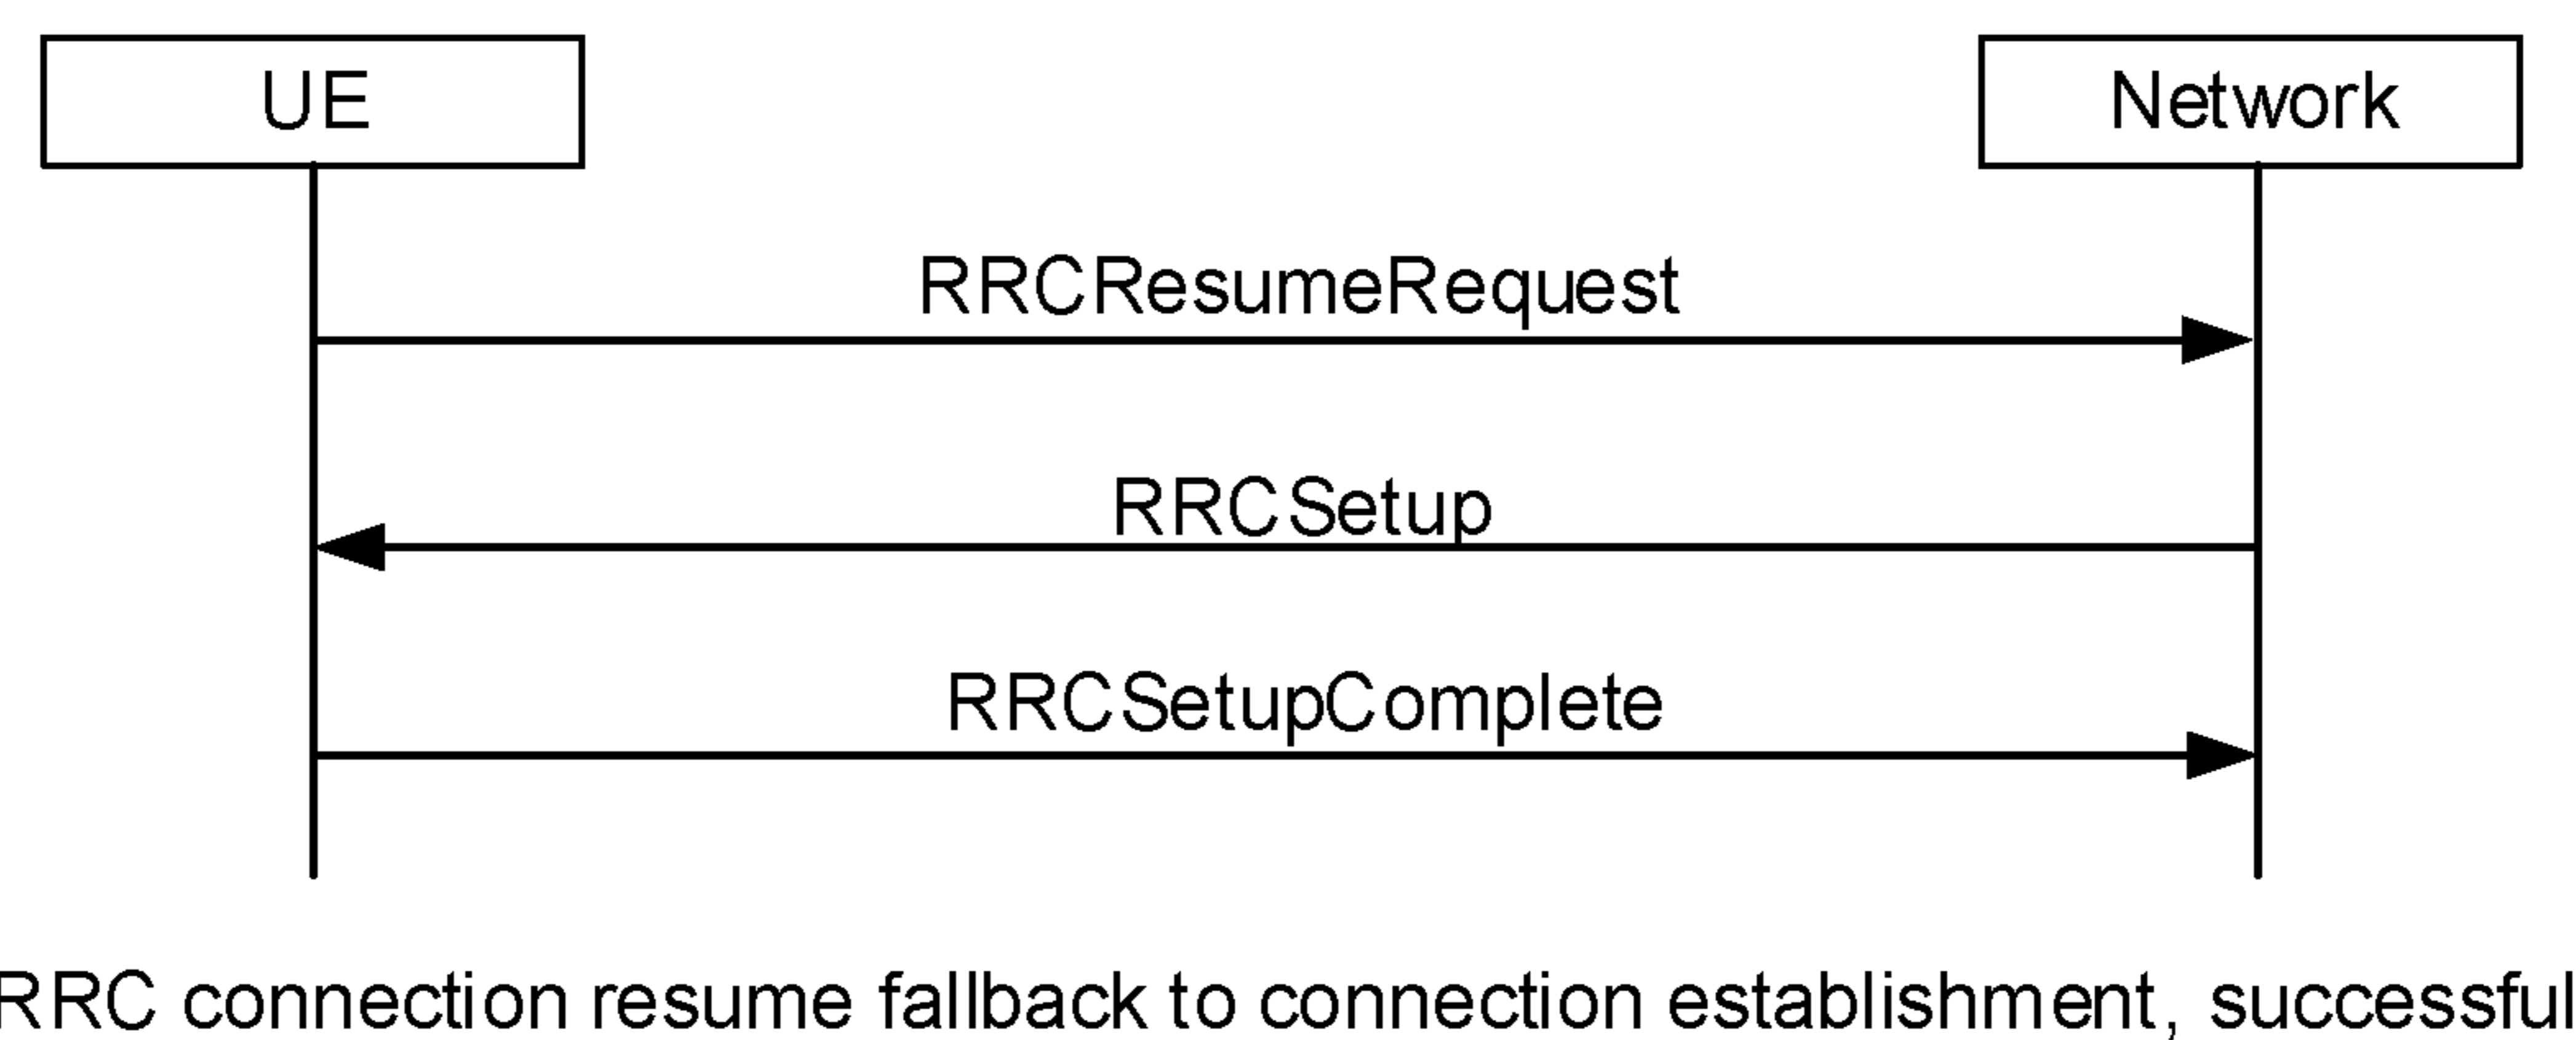 UE
Network
RRCResumeRequest
RRCSetup
RRCSetupComplete
RRC connection resume fallback to connection establishment, successful